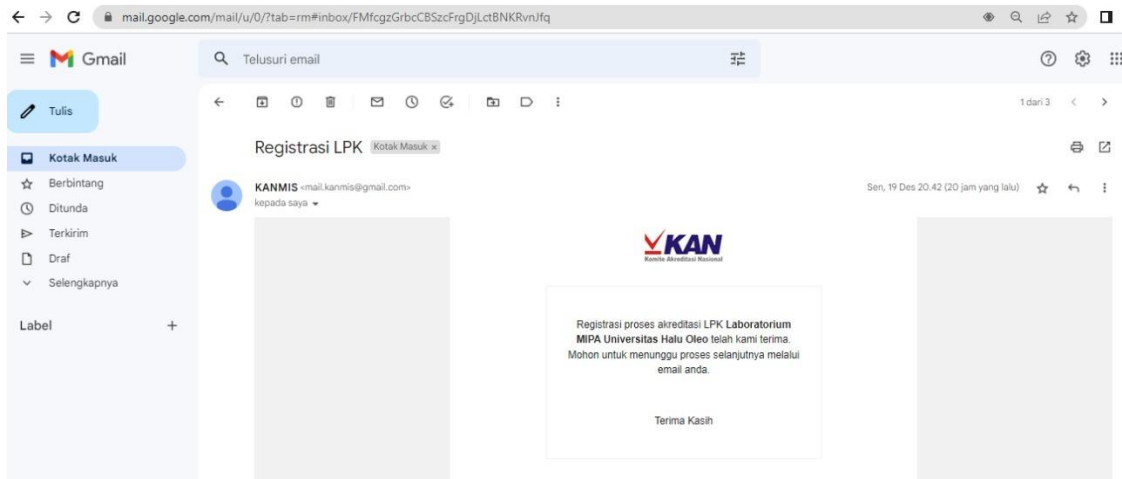 mail.google.com/mail/u/0/?tab=rm#inbox/FMfcgzGrbcCBSzcFrgDjLctBNKRvnJfq
Gmail
Telusuri email
Tulis
1 dari 3
Registrasi LPK Kotak Masuk x
Kotak Masuk
Berbintang
Ditunda
Terkirim
Draf
Selengkapnya
Label +
KANMIS <mail.kanmis@gmail.com>
Sen, 19 Des 20.42 (20 jam yang lalu)
kepada saya
KAN
Komite Akreditasi Nasional
Registrasi proses akreditasi LPK Laboratorium
MIPA Universitas Halu Oleo telah kami terima.
Mohon untuk menunggu proses selanjutnya melalui
email anda.
Terima Kasih